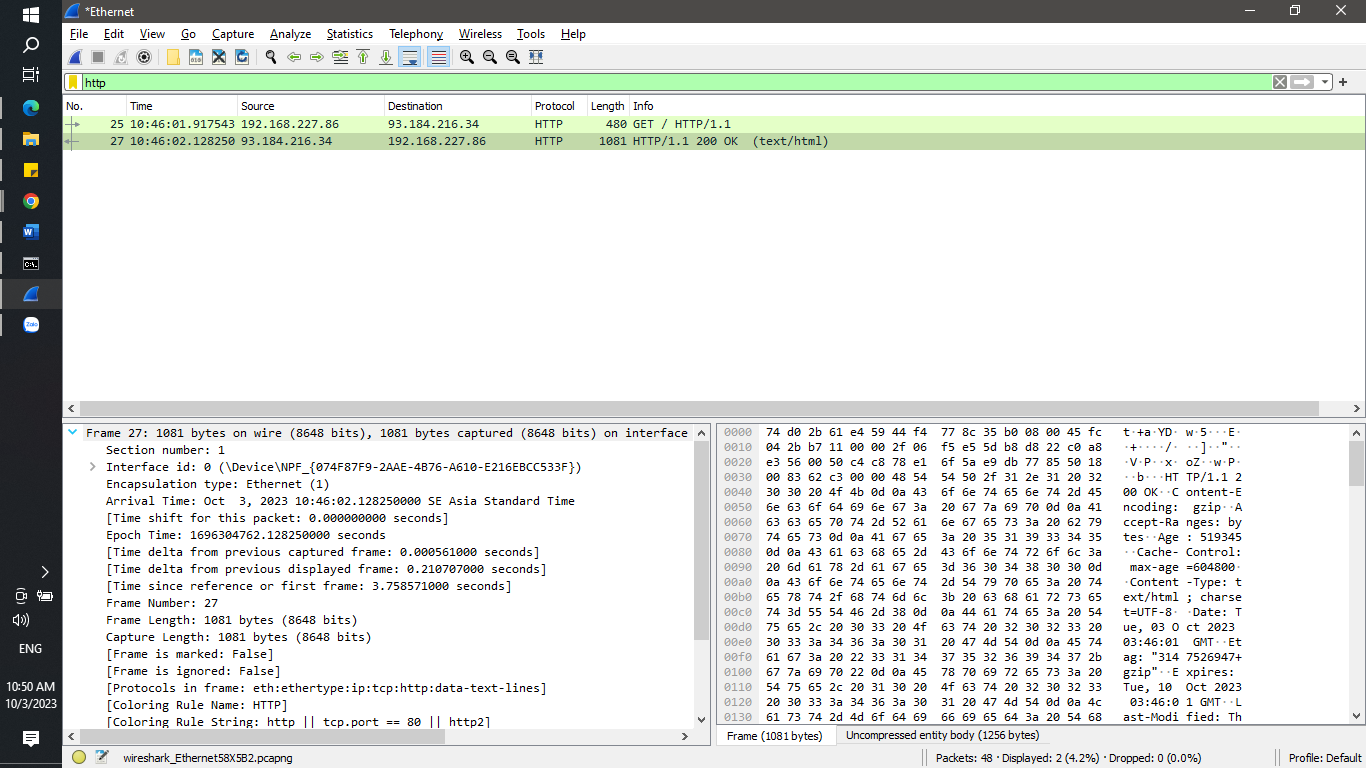 *Ethernet
File Edit View Go Capture Analyze Statistics Telephony Wireless Tools Help
http
No. Time Source Destination Protocol Length Info
25 10:46:01.917543 192.168.227.86 93.184.216.34 HTTP 480 GET / HTTP/1.1
27 10:46:02.128250 93.184.216.34 192.168.227.86 HTTP 1081 HTTP/1.1 200 OK (text/html)
Frame 27: 1081 bytes on wire (8648 bits), 1081 bytes captured (8648 bits) on interface
Section number: 1
Interface id: 0 (\Device\NPF_{074F87F9-2AAE-4B76-A610-E216EBCC533F})
Encapsulation type: Ethernet (1)
Arrival Time: Oct 3, 2023 10:46:02.128250000 SE Asia Standard Time
[Time shift for this packet: 0.000000000 seconds]
Epoch Time: 1696304762.128250000 seconds
[Time delta from previous captured frame: 0.000561000 seconds]
[Time delta from previous displayed frame: 0.210707000 seconds]
[Time since reference or first frame: 3.758571000 seconds]
Frame Number: 27
Frame Length: 1081 bytes (8648 bits)
Capture Length: 1081 bytes (8648 bits)
[Frame is marked: False]
[Frame is ignored: False]
[Protocols in frame: eth:ethertype:ip:tcp:http:data-text-lines]
[Coloring Rule Name: HTTP]
[Coloring Rule String: http || tcp.port == 80 || http2]
0000 74 d0 2b 61 e4 59 44 f4 77 8c 35 b0 08 00 45 fc t·+a·YD· w·5···E·
0010 04 2b b7 11 00 00 2f 06 f5 e5 5d b8 d8 22 c0 a8 ·+····/· ··]··"··
0020 e3 56 00 50 c4 c8 78 e1 6f 5a e9 db 77 85 50 18 ·V·P··x· oZ··w·P·
0030 00 83 62 c3 00 00 48 54 54 50 2f 31 2e 31 20 32 ··b···HT TP/1.1 2
0040 30 30 20 4f 4b 0d 0a 43 6f 6e 74 65 6e 74 2d 45 00 OK··C ontent-E
0050 6e 63 6f 64 69 6e 67 3a 20 67 7a 69 70 0d 0a 41 ncoding: gzip··A
0060 63 63 65 70 74 2d 52 61 6e 67 65 73 3a 20 62 79 ccept-Ra nges: by
0070 74 65 73 0d 0a 41 67 65 3a 20 35 31 39 33 34 35 tes··Age : 519345
0080 0d 0a 43 61 63 68 65 2d 43 6f 6e 74 72 6f 6c 3a ··Cache- Control:
0090 20 6d 61 78 2d 61 67 65 3d 36 30 34 38 30 30 0d max-age =604800·
00a0 0a 43 6f 6e 74 65 6e 74 2d 54 79 70 65 3a 20 74 ·Content -Type: t
00b0 65 78 74 2f 68 74 6d 6c 3b 20 63 68 61 72 73 65 ext/html ; charse
00c0 74 3d 55 54 46 2d 38 0d 0a 44 61 74 65 3a 20 54 t=UTF-8· ·Date: T
00d0 75 65 2c 20 30 33 20 4f 63 74 20 32 30 32 33 20 ue, 03 O ct 2023
00e0 30 33 3a 34 36 3a 30 31 20 47 4d 54 0d 0a 45 74 03:46:01 GMT··Et
00f0 61 67 3a 20 22 33 31 34 37 35 32 36 39 34 37 2b ag: "314 7526947+
0100 67 7a 69 70 22 0d 0a 45 78 70 69 72 65 73 3a 20 gzip"··E xpires:
0110 54 75 65 2c 20 31 30 20 4f 63 74 20 32 30 32 33 Tue, 10 Oct 2023
0120 20 30 33 3a 34 36 3a 30 31 20 47 4d 54 0d 0a 4c 03:46:0 1 GMT··L
0130 61 73 74 2d 4d 6f 64 69 66 69 65 64 3a 20 54 68 ast-Modi fied: Th
Frame (1081 bytes) Uncompressed entity body (1256 bytes)
wireshark_Ethernet58X5B2.pcapng
Packets: 48 · Displayed: 2 (4.2%) · Dropped: 0 (0.0%)
Profile: Default
Zalo
ENG
10:50 AM
10/3/2023